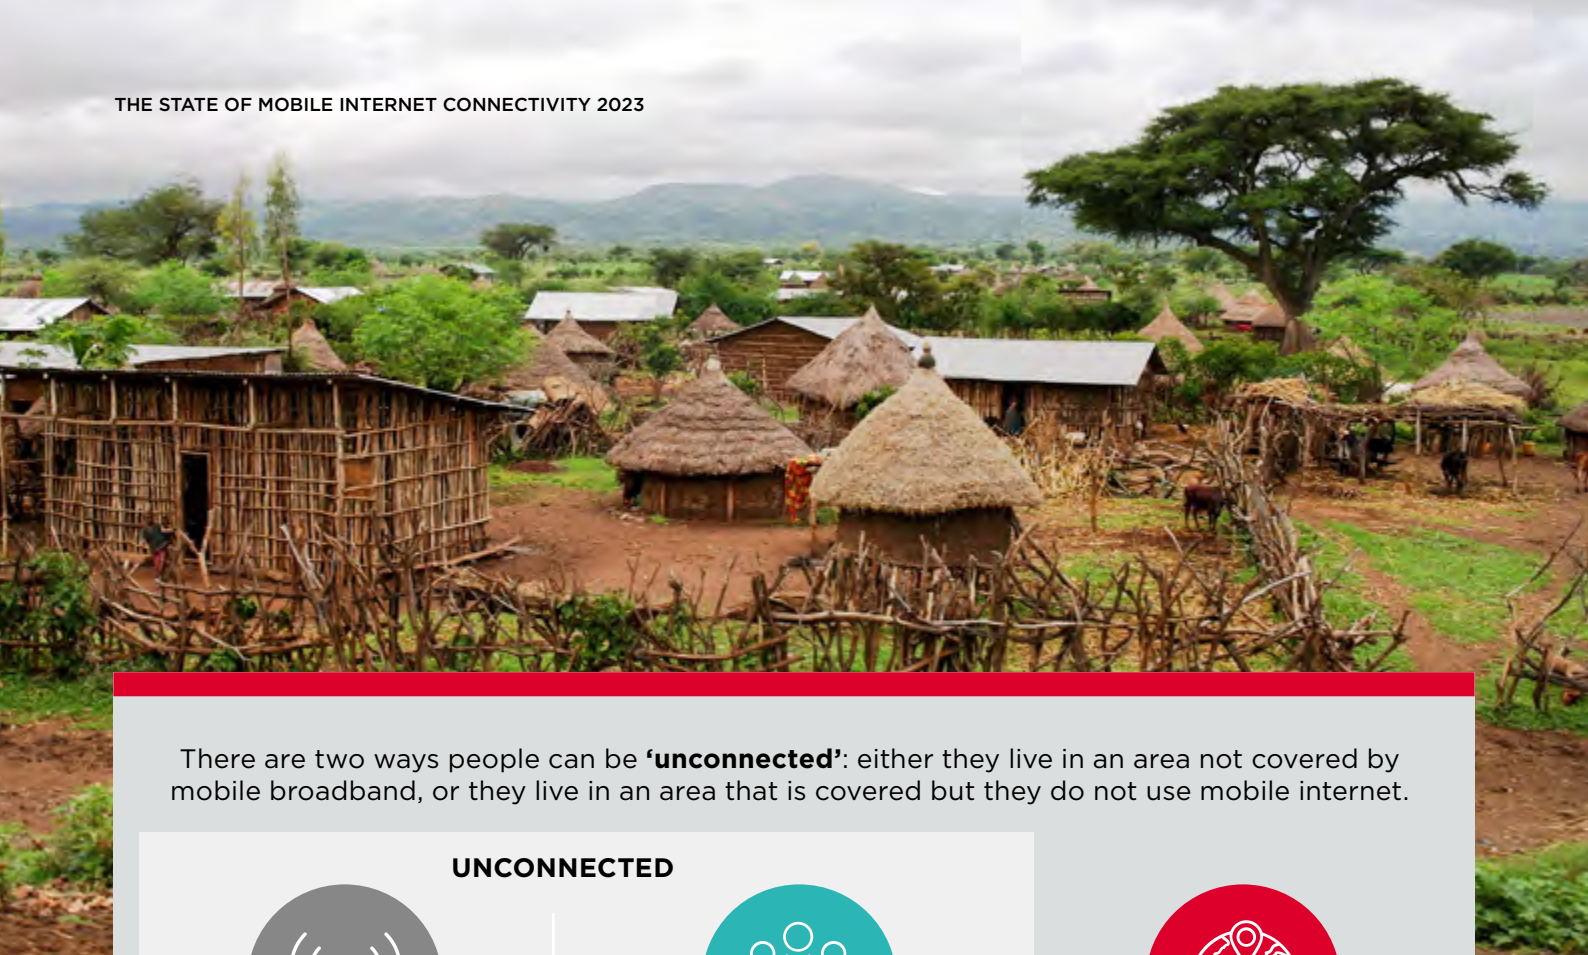 THE STATE OF MOBILE INTERNET CONNECTIVITY 2023
There are two ways people can be ‘unconnected’: either they live in an area not covered by
mobile broadband, or they live in an area that is covered but they do not use mobile internet.
UNCONNECTED